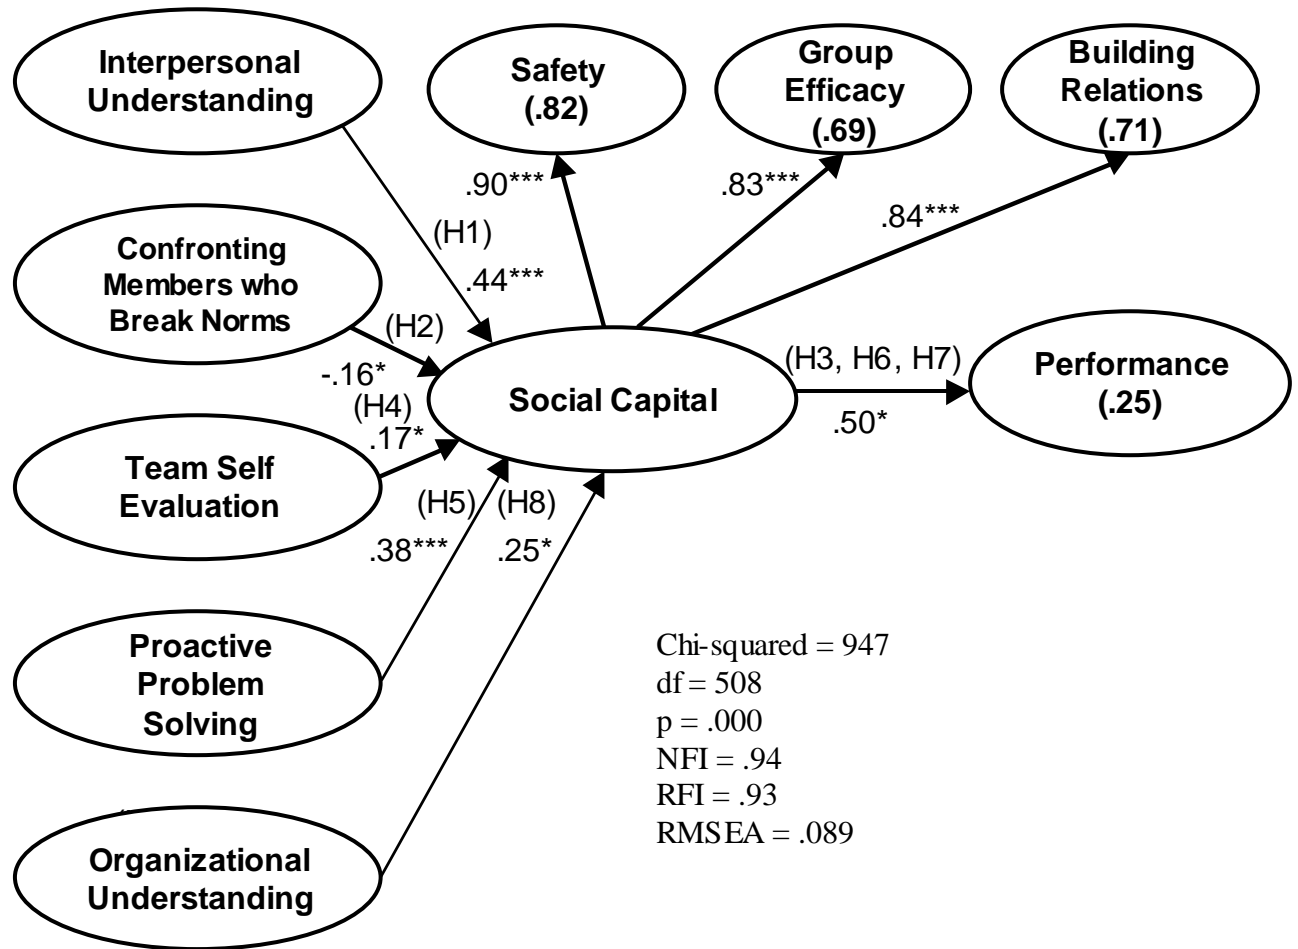 Interpersonal
Understanding
Safety
(.82)
Group
Efficacy
(.69)
Building
Relations
(.71)
.90***
.83***
.84***
(H1)
.44***
Confronting
Members who
Break Norms
(H2)
-.16*
(H4)
.17*
Social Capital
(H3, H6, H7)
.50*
Performance
(.25)
Team Self
Evaluation
(H5)
(H8)
.38***
.25*
Proactive
Problem
Solving
Organizational
Understanding
Chi-squared = 947
df = 508
p = .000
NFI = .94
RFI = .93
RMSEA = .089